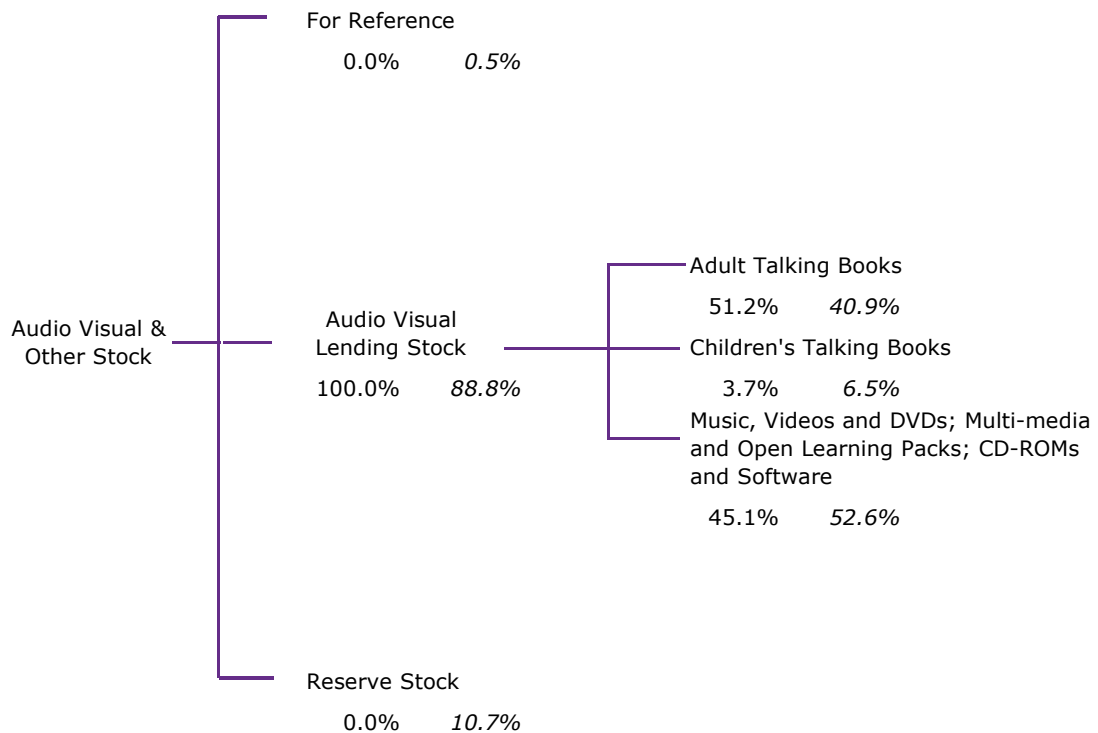 For Reference
0.0% 0.5%
Audio Visual &
Other Stock
Audio Visual
Lending Stock
100.0% 88.8%
Adult Talking Books
51.2% 40.9%
Children's Talking Books
3.7% 6.5%
Music, Videos and DVDs; Multi-media
and Open Learning Packs; CD-ROMs
and Software
45.1% 52.6%
Reserve Stock
0.0% 10.7%